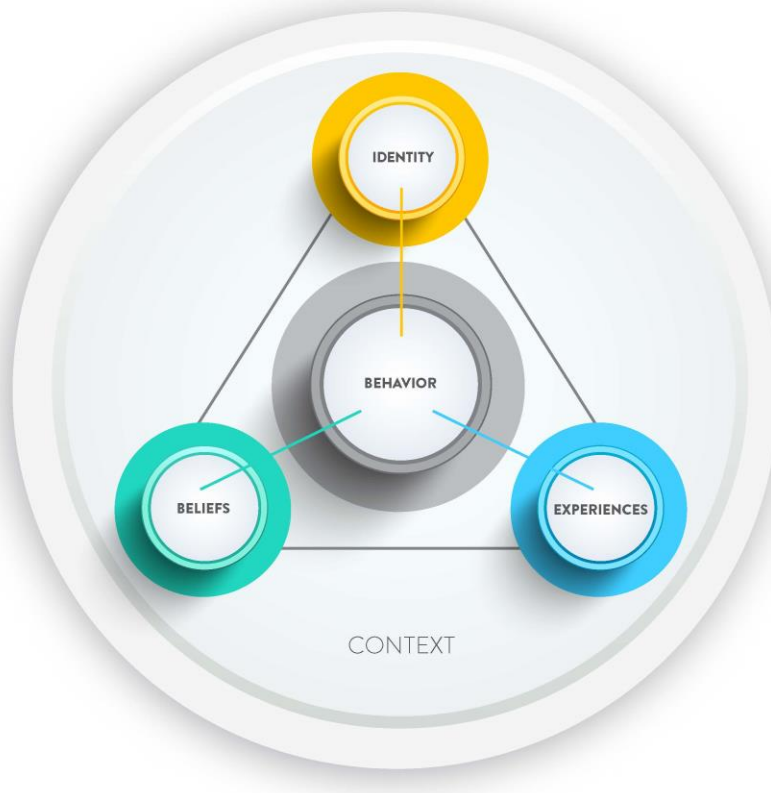 IDENTITY
BEHAVIOR
BELIEFS
EXPERIENCES
CONTEXT